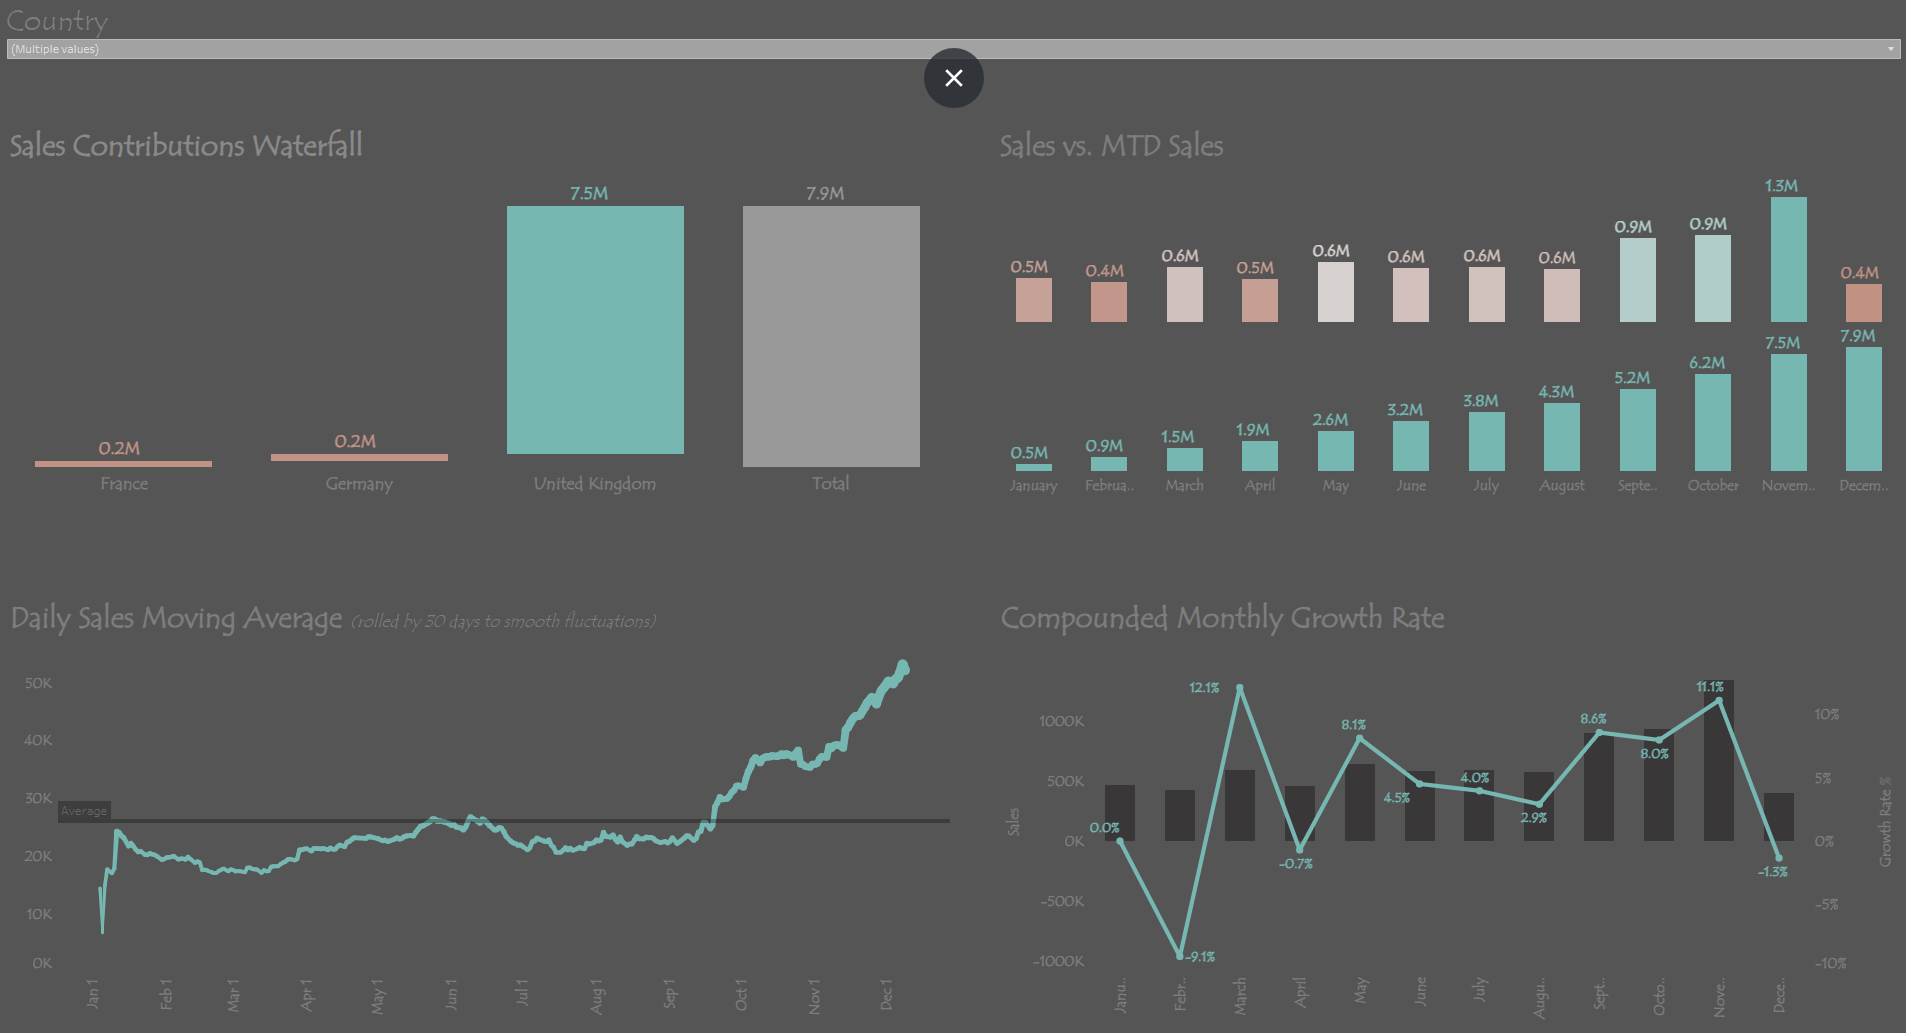 Country
(Multiple values)
Sales Contributions Waterfall
7.5M
7.9M
0.2M
0.2M
France
Germany
United Kingdom
Total
Sales vs. MTD Sales
0.5M
0.4M
0.6M
0.5M
0.6M
0.6M
0.6M
0.6M
0.9M
0.9M
1.3M
0.4M
0.5M
0.9M
1.5M
1.9M
2.6M
3.2M
3.8M
4.3M
5.2M
6.2M
7.5M
7.9M
January
Februa..
March
April
May
June
July
August
Septe..
October
Novem..
Decem..
Daily Sales Moving Average (rolled by 30 days to smooth fluctuations)
50K
40K
30K
Average
20K
10K
0K
Jan 1
Feb 1
Mar 1
Apr 1
May 1
Jun 1
Jul 1
Aug 1
Sep 1
Oct 1
Nov 1
Dec 1
Compounded Monthly Growth Rate
Sales
1000K
500K
0K
-500K
-1000K
0.0%
-9.1%
12.1%
-0.7%
8.1%
4.5%
4.0%
2.9%
8.6%
8.0%
11.1%
-1.3%
10%
5%
0%
-5%
-10%
Growth Rate %
Janu..
Febr..
March
April
May
June
July
Augu..
Sept..
Octo..
Nove..
Dece..